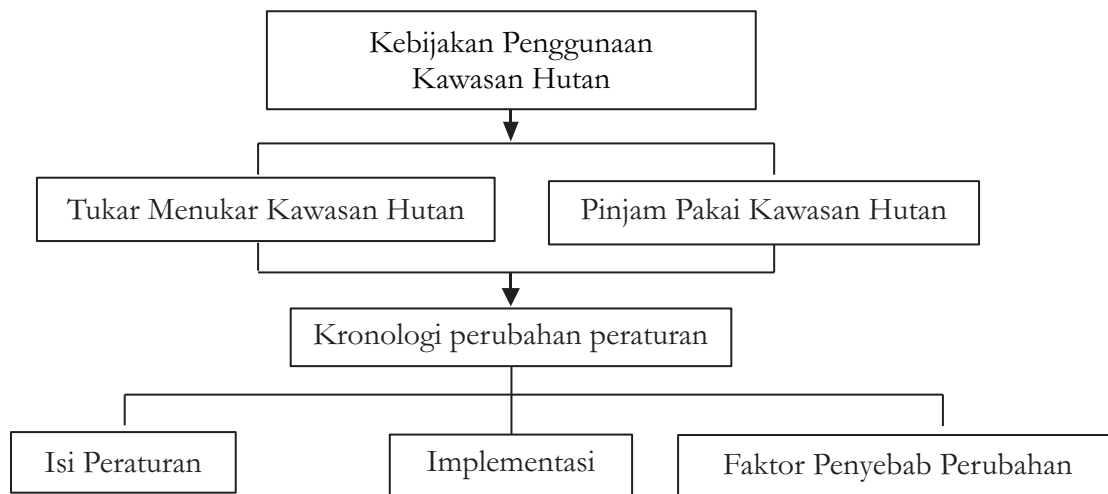 Kebijakan Penggunaan
Kawasan Hutan
Tukar Menukar Kawasan Hutan
Pinjam Pakai Kawasan Hutan
Kronologi perubahan peraturan
Isi Peraturan
Implementasi
Faktor Penyebab Perubahan